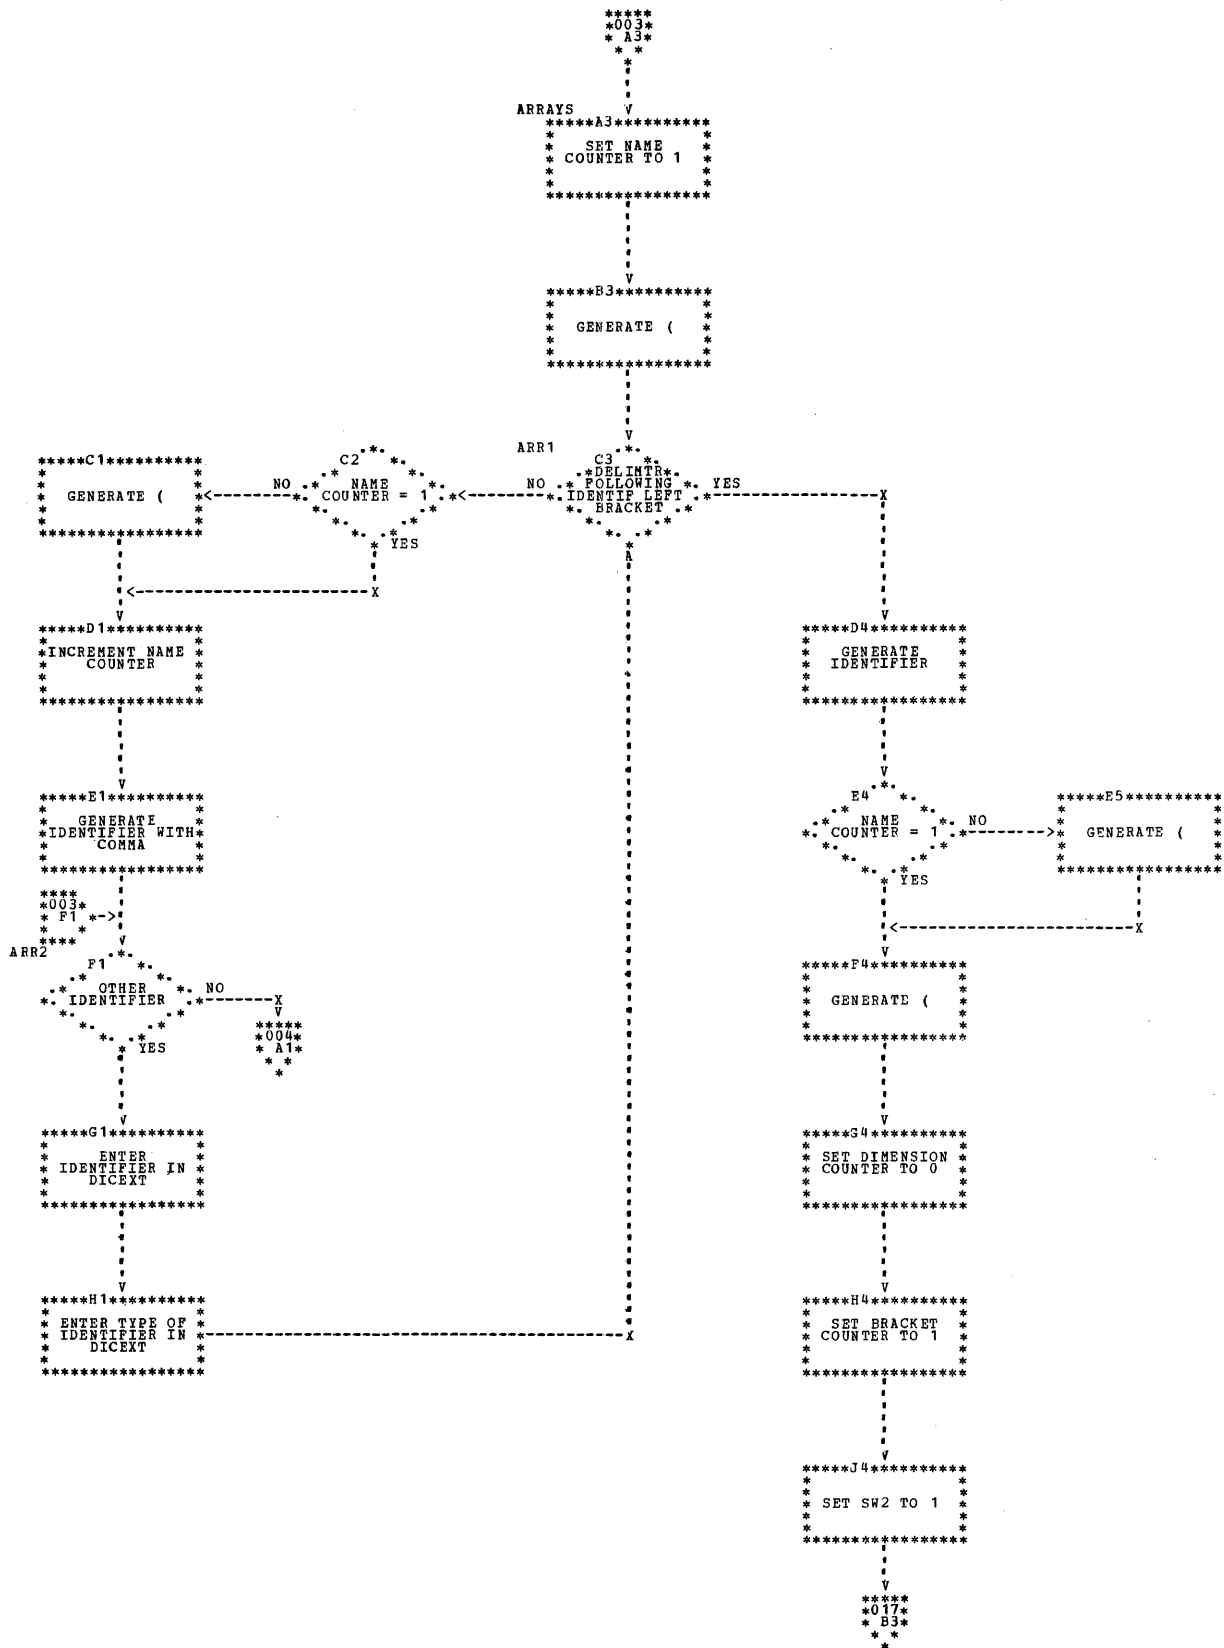 *****
*003*
* A3*
* *
*
ARRAYS
*****A3**********
SET NAME
COUNTER TO 1
*****B3**********
GENERATE (
ARR1
C3
*DELIMTR*
FOLLOWING
IDENTIF LEFT
BRACKET
NO
YES
C2
NAME
COUNTER = 1
NO
YES
*****C1**********
GENERATE (
*****D1**********
*INCREMENT NAME *
COUNTER
*****E1**********
GENERATE
*IDENTIFIER WITH*
COMMA
****
*003*
* F1 *->
* *
****
ARR2
F1
OTHER
IDENTIFIER
NO
YES
*****
*004*
* A1*
* *
*
*****G1**********
ENTER
IDENTIFIER IN
DICEXT
*****H1**********
* ENTER TYPE OF *
IDENTIFIER IN
DICEXT
*****D4**********
GENERATE
IDENTIFIER
E4
NAME
COUNTER = 1
NO
YES
*****E5**********
GENERATE (
*****F4**********
GENERATE (
*****G4**********
SET DIMENSION
COUNTER TO 0
*****H4**********
SET BRACKET
COUNTER TO 1
*****J4**********
SET SW2 TO 1
*****
*017*
* B3*
* *
*